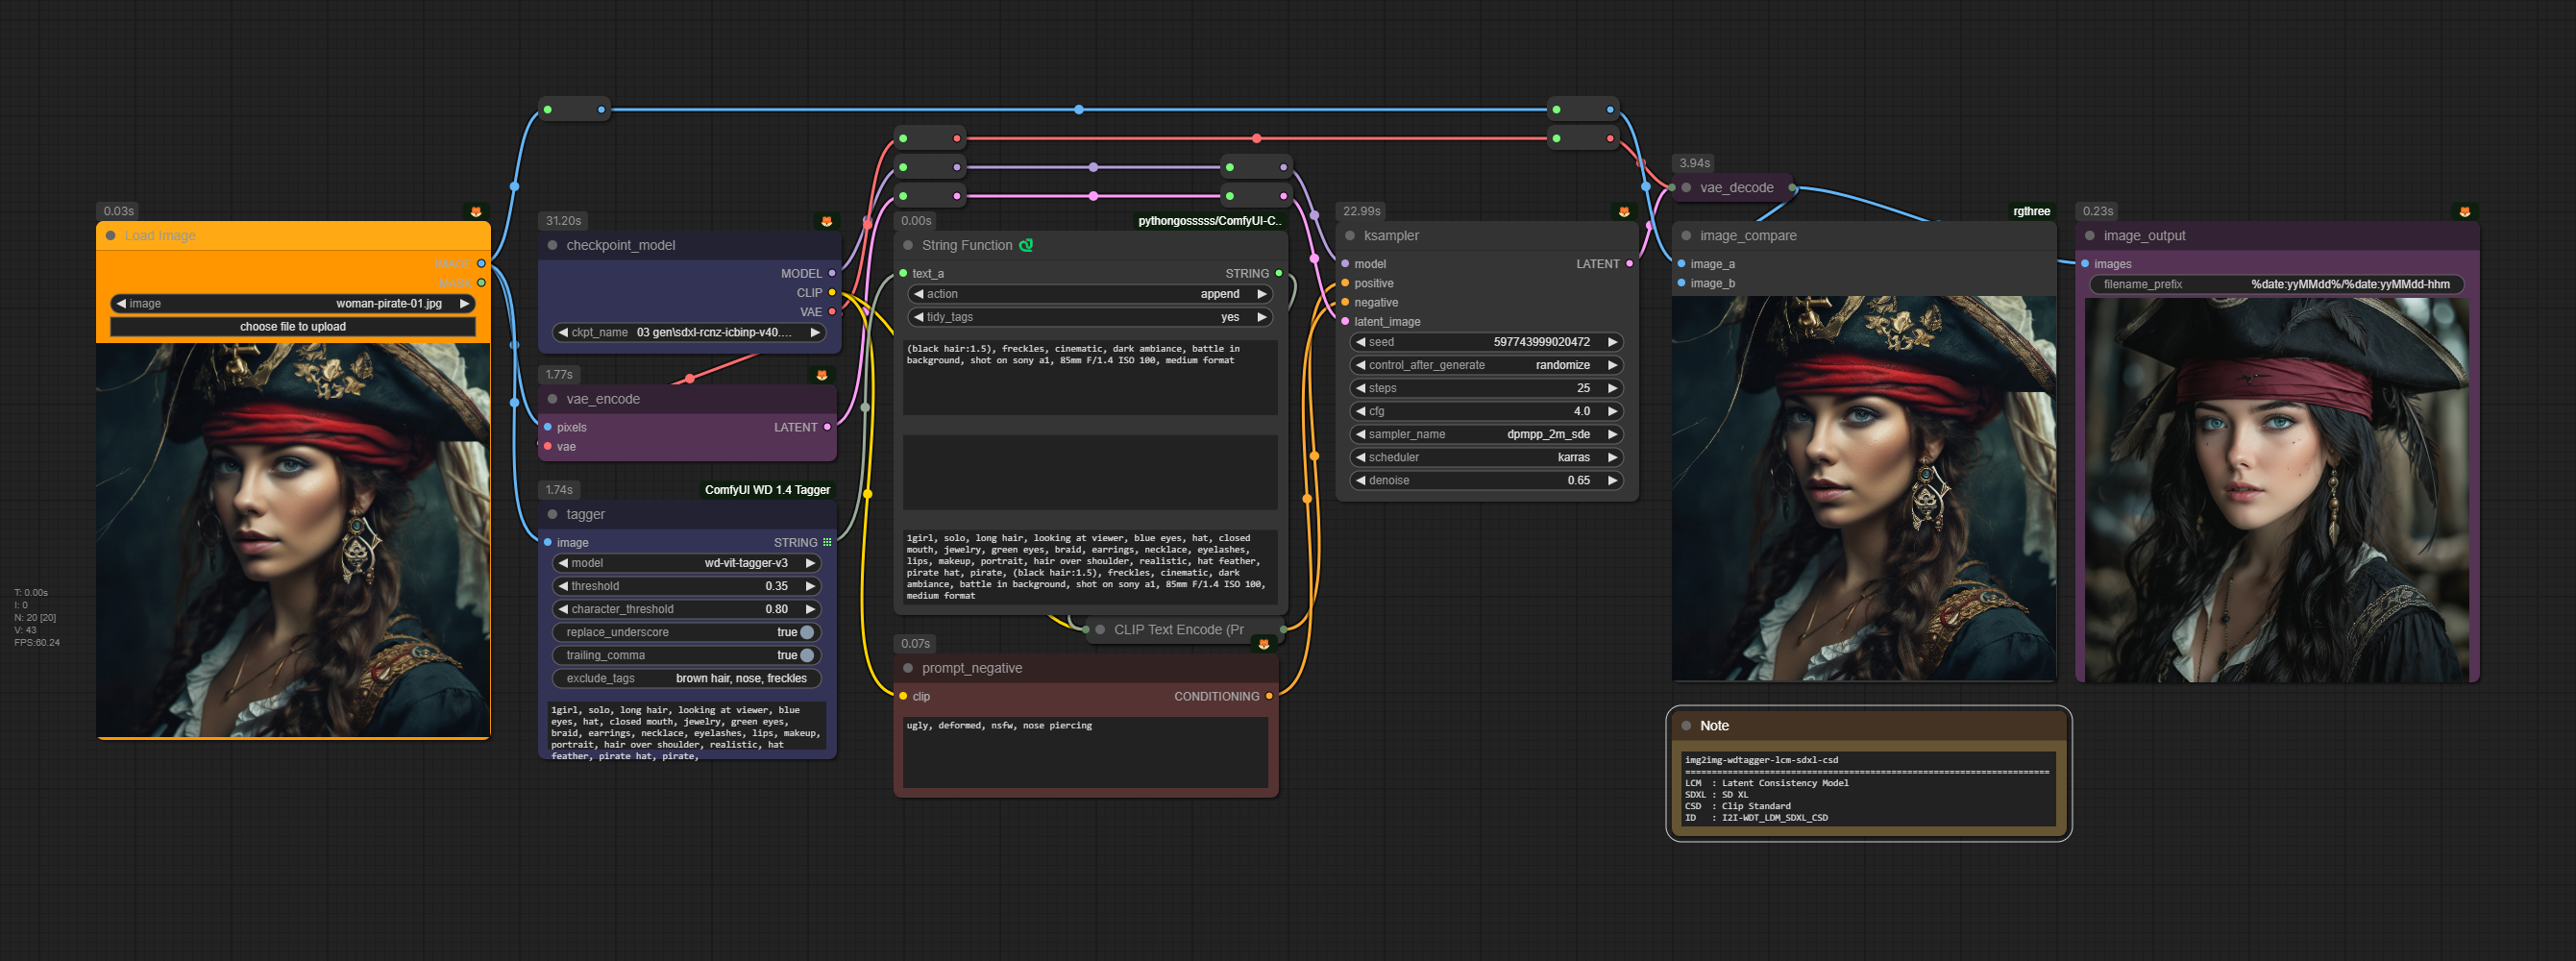 0.03s
Load Image
IMAGE
MASK
image woman-pirate-01.jpg
choose file to upload
T: 0.00s
I: 0
N: 20 [20]
V: 43
FPS:60.24
31.20s
checkpoint_model
MODEL
CLIP
VAE
ckpt_name 03 gen\sdxl-rcnz-icbinp-v40....
1.77s
vae_encode
pixels LATENT
vae
1.74s ComfyUI WD 1.4 Tagger
tagger
image STRING
model wd-vit-tagger-v3
threshold 0.35
character_threshold 0.80
replace_underscore true
trailing_comma true
exclude_tags brown hair, nose, freckles
1girl, solo, long hair, looking at viewer, blue
eyes, hat, closed mouth, jewelry, green eyes,
braid, earrings, necklace, eyelashes, lips, makeup,
portrait, hair over shoulder, realistic, hat
feather, pirate hat, pirate,
0.00s pythongosssss/ComfyUI-C..
String Function
text_a STRING
action append
tidy_tags yes
(black hair:1.5), freckles, cinematic, dark ambiance, battle in
background, shot on sony a1, 85mm F/1.4 ISO 100, medium format
1girl, solo, long hair, looking at viewer, blue eyes, hat, closed
mouth, jewelry, green eyes, braid, earrings, necklace, eyelashes,
lips, makeup, portrait, hair over shoulder, realistic, hat feather,
pirate hat, pirate, (black hair:1.5), freckles, cinematic, dark
ambiance, battle in background, shot on sony a1, 85mm F/1.4 ISO 100,
medium format
CLIP Text Encode (Pr
0.07s
prompt_negative
clip CONDITIONING
ugly, deformed, nsfw, nose piercing
22.99s
ksampler
model LATENT
positive
negative
latent_image
seed 597743999020472
control_after_generate randomize
steps 25
cfg 4.0
sampler_name dpmpp_2m_sde
scheduler karras
denoise 0.65
3.94s
vae_decode
rgthree
image_compare
image_a
image_b
0.23s
image_output
images
filename_prefix %date:yyMMdd%/%date:yyMMdd-hhm
Note
img2img-wdtagger-lcm-sdxl-csd
=====================================================================
LCM : Latent Consistency Model
SDXL : SD XL
CSD : Clip Standard
ID : I2I-WDT_LDM_SDXL_CSD